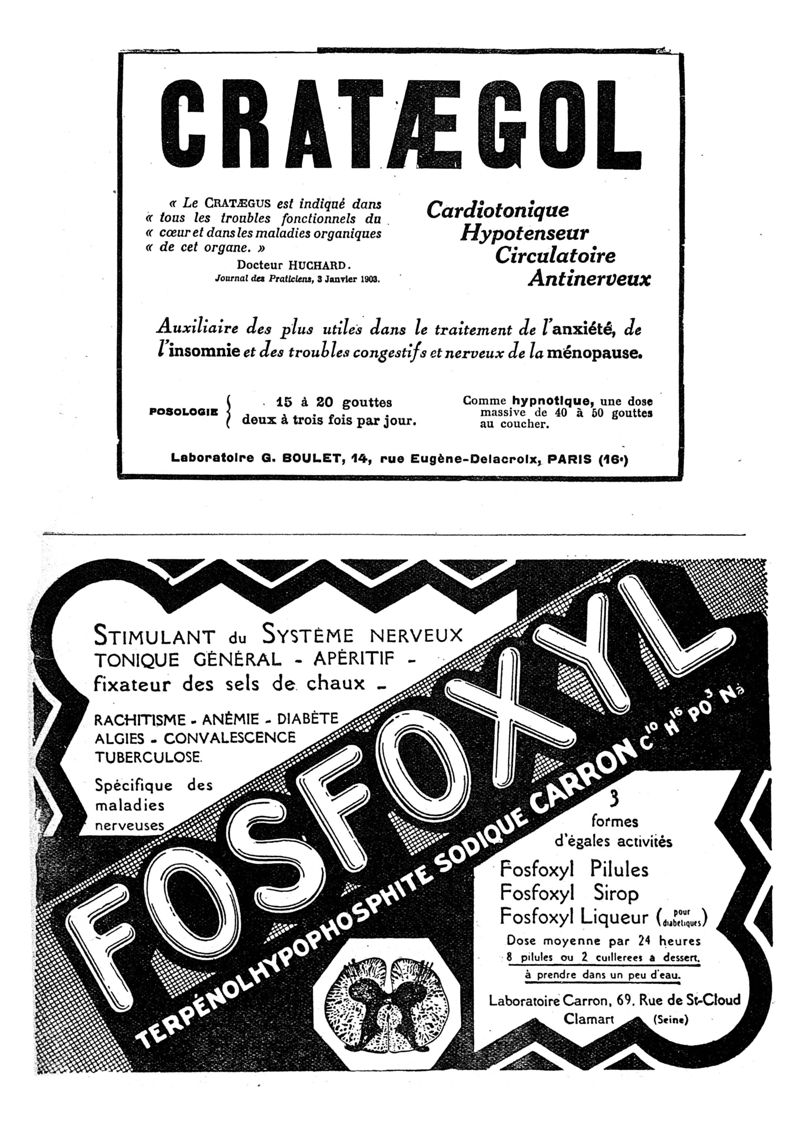 CRATÆGOL
« Le CRATÆGUS est indiqué dans
« tous les troubles fonctionnels du
« cœur et dans les maladies organiques
« de cet organe. »
Docteur HUCHARD.
Journal des Praticiens, 3 Janvier 1903.
Cardiotonique
Hypotenseur
Circulatoire
Antinerveux
Auxiliaire des plus utiles dans le traitement de l'anxiété, de
l'insomnie et des troubles congestifs et nerveux de la ménopause.
POSOLOGIE { 15 à 20 gouttes
deux à trois fois par jour.
Comme hypnotique, une dose
massive de 40 à 50 gouttes
au coucher.
Laboratoire G. BOULET, 14, rue Eugène-Delacroix, PARIS (16e)
STIMULANT du SYSTÈME NERVEUX
TONIQUE GÉNÉRAL - APÉRITIF -
fixateur des sels de chaux -
RACHITISME - ANÉMIE - DIABÈTE
ALGIES - CONVALESCENCE
TUBERCULOSE.
Spécifique des
maladies
nerveuses
FOSFOXYL
TERPÉNOLHYPOPHOSPHITE SODIQUE CARRON C10 H16 PO3 Na
3
formes
d'égales activités
Fosfoxyl Pilules
Fosfoxyl Sirop
Fosfoxyl Liqueur (pour diabétiques)
Dose moyenne par 24 heures
8 pilules ou 2 cuillerees à dessert,
à prendre dans un peu d'eau.
Laboratoire Carron, 69, Rue de St-Cloud
Clamart (Seine)